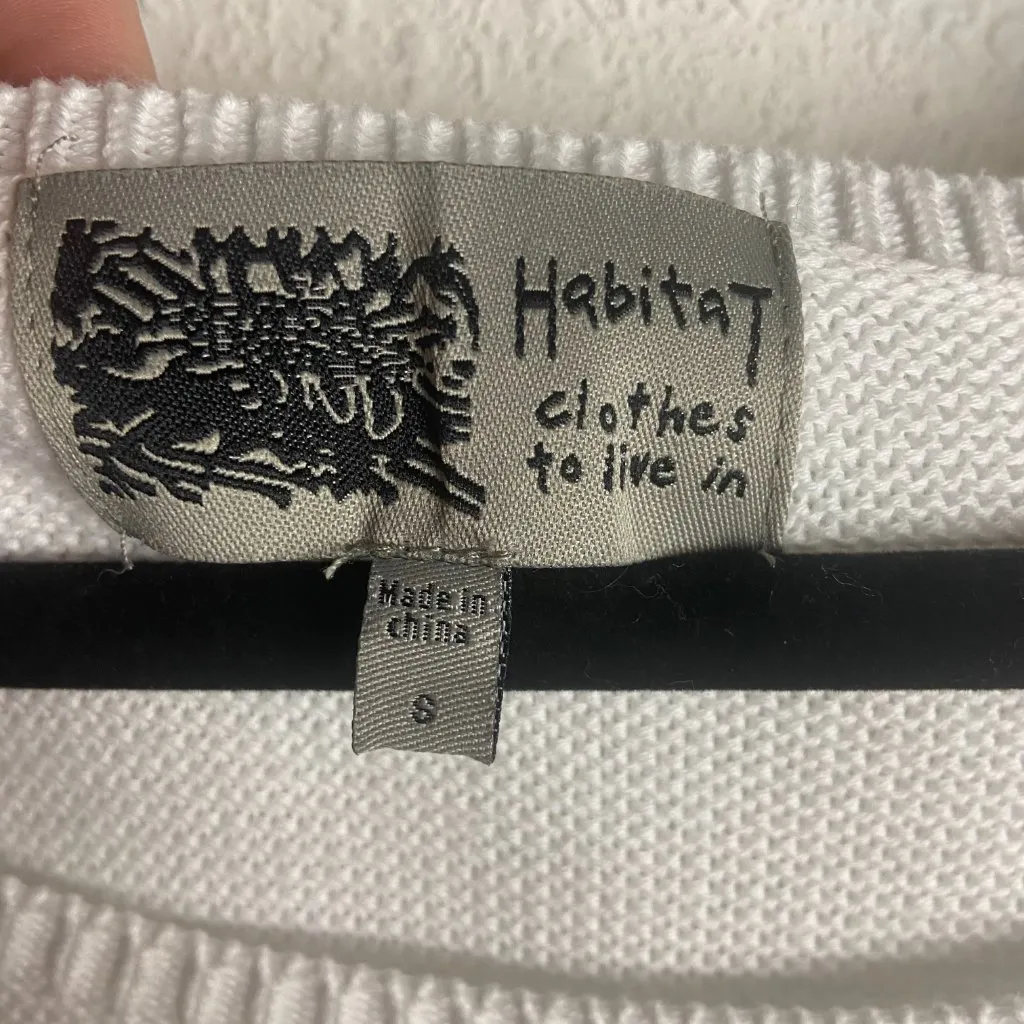 HabitaT
clothes
to live in
Made in
china
S